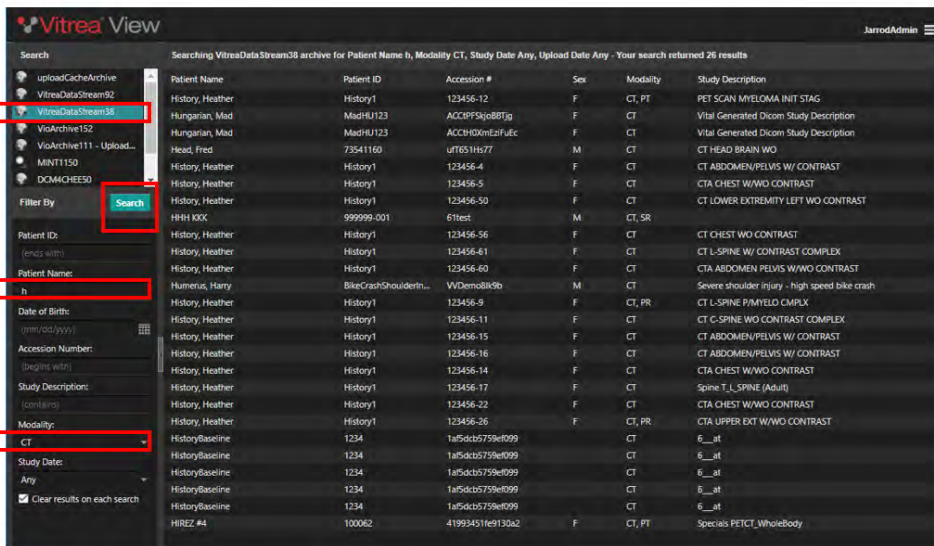 Vitrea View
JarrodAdmin
Search
Searching VitreaDataStream38 archive for Patient Name h, Modality CT, Study Date Any, Upload Date Any - Your search returned 26 results
uploadCacheArchive
VitreaDataStream92
VitreaDataStream38
VioArchive152
VioArchive111 - Upload...
MINT1150
DCM4CHEE50
Filter By
Search
Patient ID:
(ends with)
Patient Name:
h
Date of Birth:
(mm/dd/yyyy)
Accession Number:
(begins with)
Study Description:
(contains)
Modality:
CT
Study Date:
Any
Clear results on each search
Patient Name Patient ID Accession # Sex Modality Study Description
History, Heather History1 123456-12 F CT, PT PET SCAN MYELOMA INIT STAG
Hungarian, Mad MadHU123 ACCtPFSkjoBBTjg F CT Vital Generated Dicom Study Description
Hungarian, Mad MadHU123 ACCtH0XmEziFuEc F CT Vital Generated Dicom Study Description
Head, Fred 73541160 ufT651Hs77 M CT CT HEAD BRAIN WO
History, Heather History1 123456-4 F CT CT ABDOMEN/PELVIS W/ CONTRAST
History, Heather History1 123456-5 F CT CTA CHEST W/WO CONTRAST
History, Heather History1 123456-50 F CT CT LOWER EXTREMITY LEFT WO CONTRAST
HHH KKK 999999-001 61test M CT, SR
History, Heather History1 123456-56 F CT CT CHEST WO CONTRAST
History, Heather History1 123456-61 F CT CT L-SPINE W/ CONTRAST COMPLEX
History, Heather History1 123456-60 F CT CTA ABDOMEN PELVIS W/WO CONTRAST
Humerus, Harry BikeCrashShoulderIn... VVDemo8Ik9b M CT Severe shoulder injury - high speed bike crash
History, Heather History1 123456-9 F CT, PR CT L-SPINE P/MYELO CMPLX
History, Heather History1 123456-11 F CT CT C-SPINE WO CONTRAST COMPLEX
History, Heather History1 123456-15 F CT CT ABDOMEN/PELVIS W/ CONTRAST
History, Heather History1 123456-16 F CT CT ABDOMEN/PELVIS W/ CONTRAST
History, Heather History1 123456-14 F CT CTA CHEST W/WO CONTRAST
History, Heather History1 123456-17 F CT Spine T_L_SPINE (Adult)
History, Heather History1 123456-22 F CT CTA CHEST W/WO CONTRAST
History, Heather History1 123456-26 F CT, PR CTA UPPER EXT W/WO CONTRAST
HistoryBaseline 1234 1af5dcb5759ef099 CT 6__at
HistoryBaseline 1234 1af5dcb5759ef099 CT 6__at
HistoryBaseline 1234 1af5dcb5759ef099 CT 6__at
HistoryBaseline 1234 1af5dcb5759ef099 CT 6__at
HistoryBaseline 1234 1af5dcb5759ef099 CT 6__at
HIREZ #4 100062 41993451fe9130a2 F CT, PT Specials PETCT_WholeBody